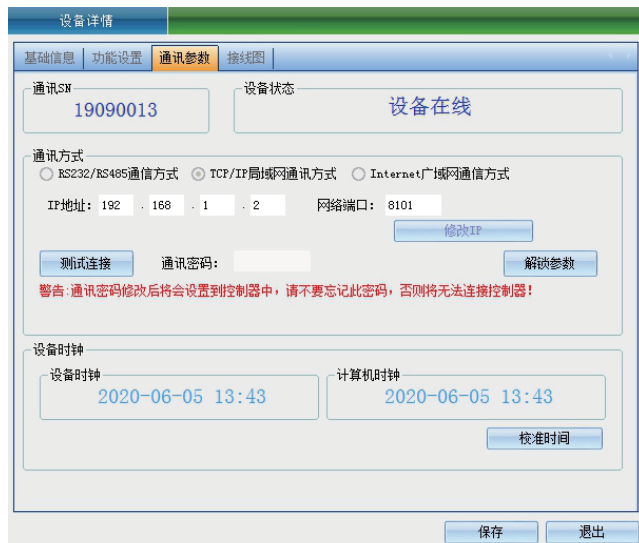 设备详情
基础信息 功能设置 通讯参数 接线图
通讯SN
19090013
设备状态
设备在线
通讯方式
RS232/RS485通信方式 TCP/IP局域网通讯方式 Internet广域网通信方式
IP地址: 192 . 168 . 1 . 2 网络端口: 8101
修改IP
测试连接 通讯密码: 解锁参数
警告:通讯密码修改后将会设置到控制器中，请不要忘记此密码，否则将无法连接控制器!
设备时钟
设备时钟
2020-06-05 13:43
计算机时钟
2020-06-05 13:43
校准时间
保存 退出